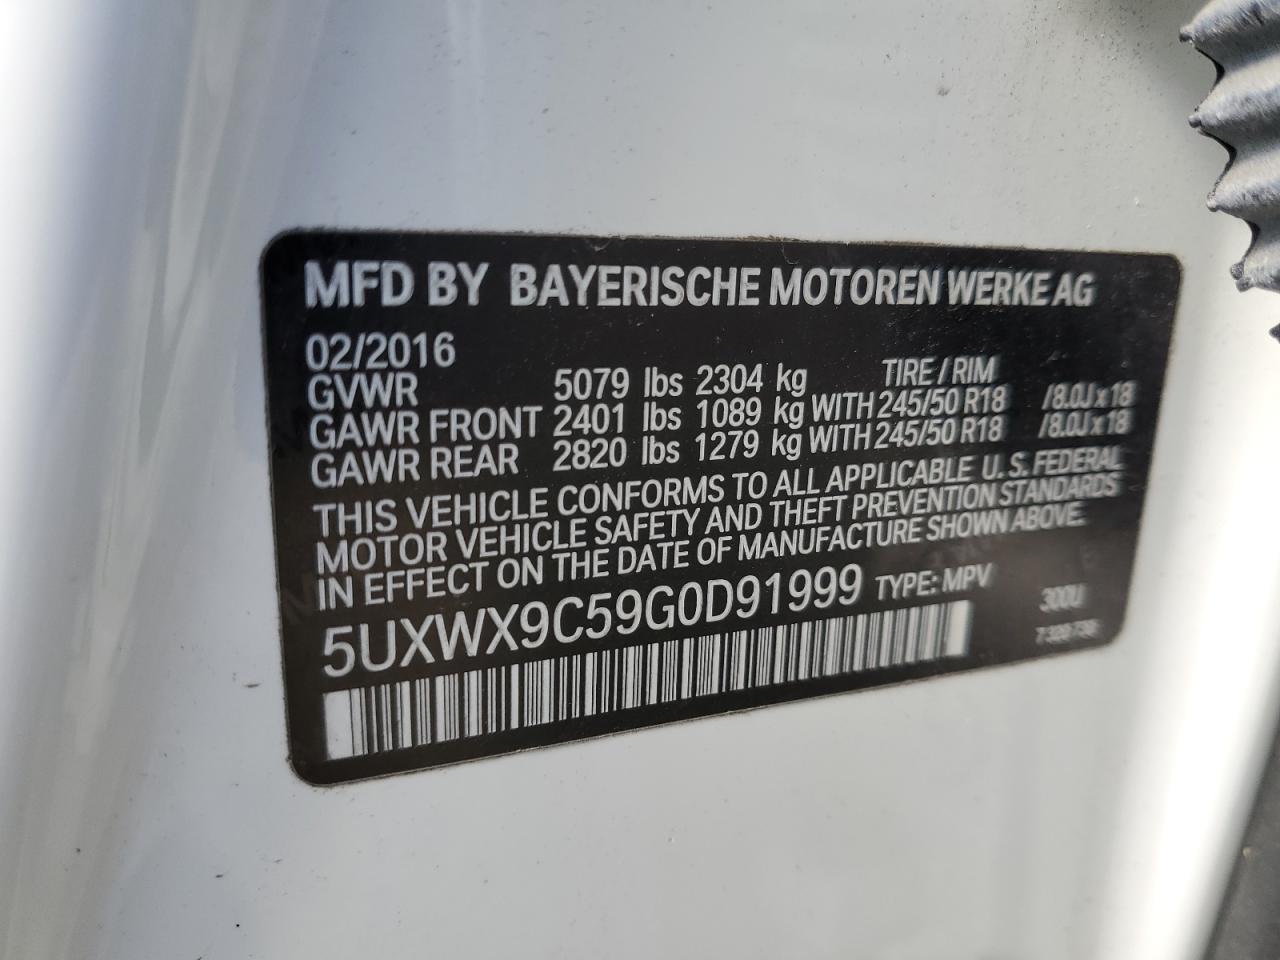 MFD BY BAYERISCHE MOTOREN WERKE AG
02/2016
GVWR 5079 lbs 2304 kg TIRE / RIM
GAWR FRONT 2401 lbs 1089 kg WITH 245/50 R18 /8.0J x 18
GAWR REAR 2820 lbs 1279 kg WITH 245/50 R18 /8.0J x 18
THIS VEHICLE CONFORMS TO ALL APPLICABLE U. S. FEDERAL
MOTOR VEHICLE SAFETY AND THEFT PREVENTION STANDARDS
IN EFFECT ON THE DATE OF MANUFACTURE SHOWN ABOVE.
5UXWX9C59G0D91999 TYPE: MPV 300U